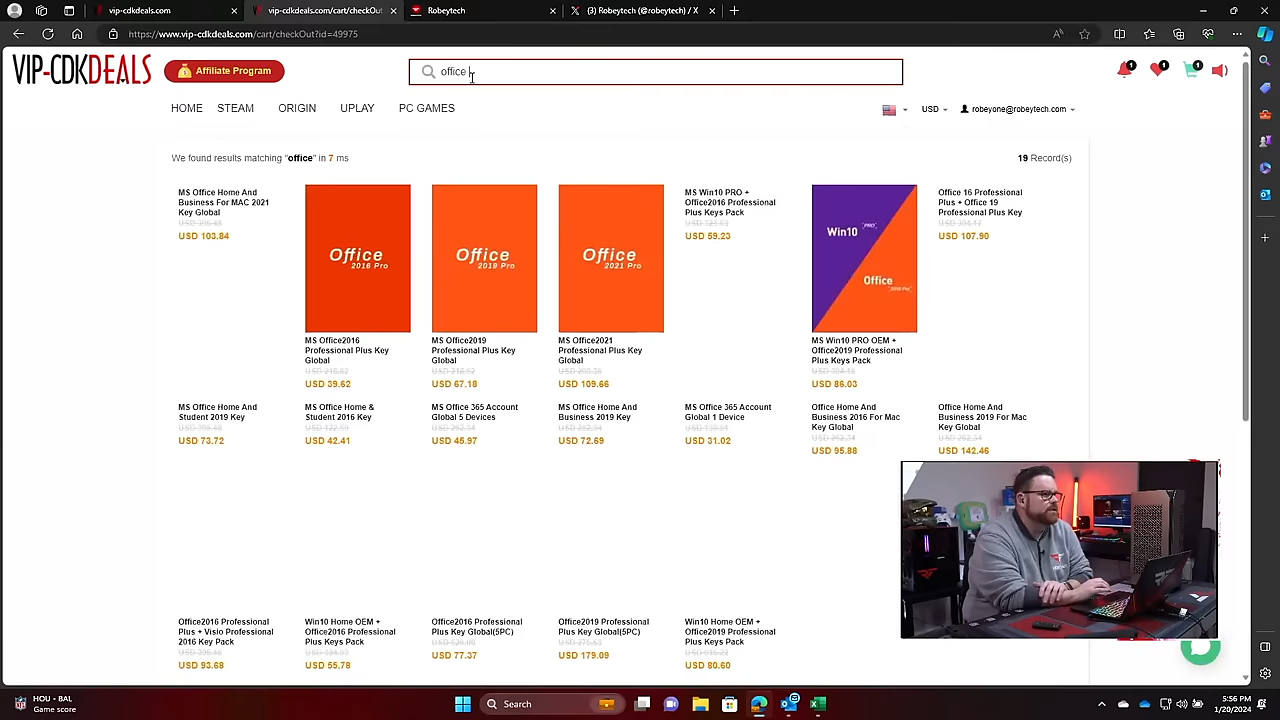 vip-cdkdeals.com
vip-cdkdeals.com/cart/checkOut
Robeytech
(3) Robeytech (@robeytech) / X
https://www.vip-cdkdeals.com/cart/checkOut?id=49975
VIP-CDKDEALS
Affiliate Program
office
1
1
1
HOME STEAM ORIGIN UPLAY PC GAMES
USD
robeyone@robeytech.com
We found results matching "office" in 7 ms
19 Record(s)
MS Office Home And
Business For MAC 2021
Key Global
USD 103.84
Office
2016 Pro
MS Office2016
Professional Plus Key
Global
USD 39.62
Office
2019 Pro
MS Office2019
Professional Plus Key
Global
USD 67.18
Office
2021 Pro
MS Office2021
Professional Plus Key
Global
USD 109.66
MS Win10 PRO +
Office2016 Professional
Plus Keys Pack
USD 59.23
Win10 PRO
Office
MS Win10 PRO OEM +
Office2019 Professional
Plus Keys Pack
USD 86.03
Office 16 Professional
Plus + Office 19
Professional Plus Key
USD 107.90
MS Office Home And
Student 2019 Key
USD 73.72
MS Office Home &
Student 2016 Key
USD 42.41
MS Office 365 Account
Global 5 Devices
USD 45.97
MS Office Home And
Business 2019 Key
USD 72.69
MS Office 365 Account
Global 1 Device
USD 31.02
Office Home And
Business 2016 For Mac
Key Global
USD 95.88
Office Home And
Business 2019 For Mac
Key Global
USD 142.46
Office2016 Professional
Plus + Visio Professional
2016 Key Pack
USD 93.68
Win10 Home OEM +
Office2016 Professional
Plus Keys Pack
USD 55.78
Office2016 Professional
Plus Key Global(5PC)
USD 77.37
Office2019 Professional
Plus Key Global(5PC)
USD 179.09
Win10 Home OEM +
Office2019 Professional
Plus Keys Pack
USD 80.60
HOU - BAL
Game score
Search
5:56 PM
1/20/2024